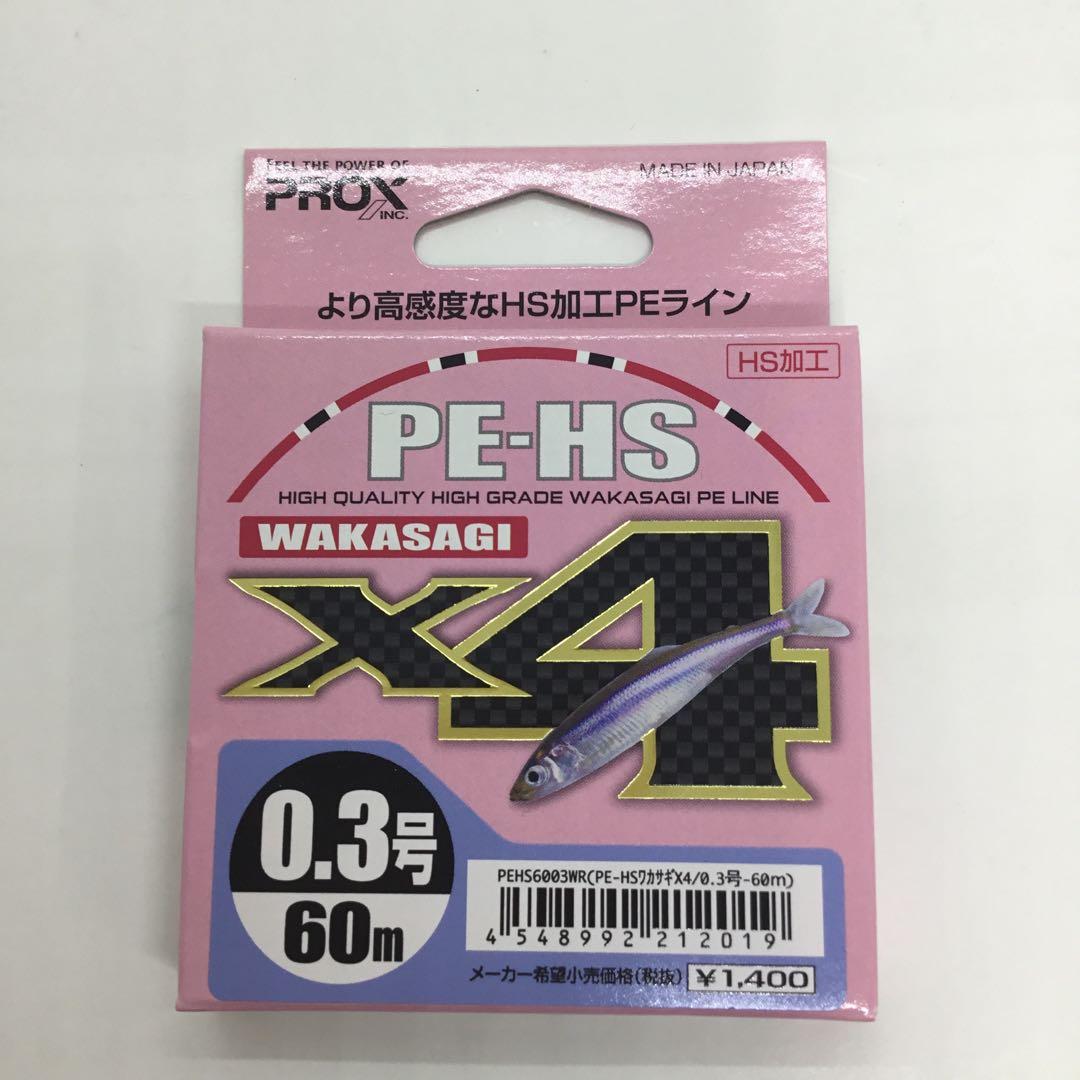 FEEL THE POWER OF
PROX INC.
MADE IN JAPAN
より高感度なHS加工PEライン
HS加工
PE-HS
HIGH QUALITY HIGH GRADE WAKASAGI PE LINE
WAKASAGI
X4
0.3号
60m
PEHS6003WR(PE-HSワカサギX4/0.3号-60m)
4 548992 212019
メーカー希望小売価格(税抜) ¥1,400